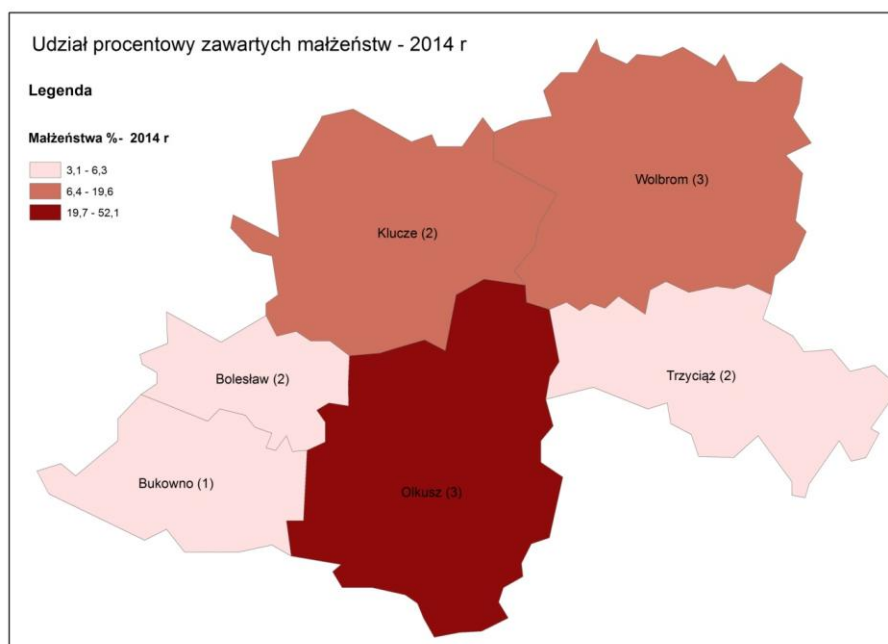 Udział procentowy zawartych małżeństw - 2014 r
Legenda
Małżeństwa %- 2014 r
3,1 - 6,3
6,4 - 19,6
19,7 - 52,1
Wolbrom (3)
Klucze (2)
Bolesław (2)
Trzyciąż (2)
Bukowno (1)
Olkusz (3)